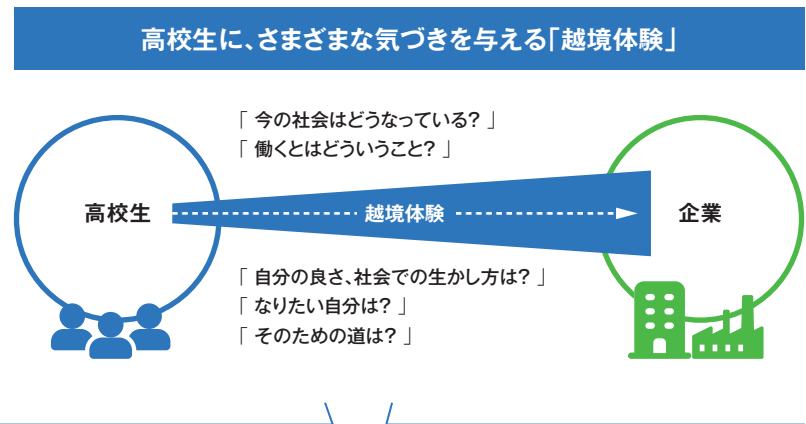 高校生に、さまざまな気づきを与える「越境体験」
「 今の社会はどうなっている? 」
「 働くとはどういうこと? 」
高校生
越境体験
企業
「 自分の良さ、社会での生かし方は? 」
「 なりたい自分は? 」
「 そのための道は? 」